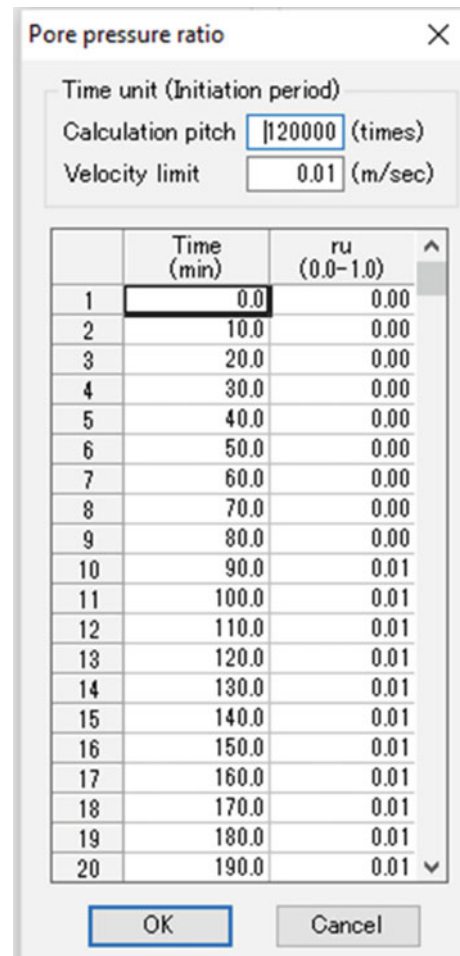 Pore pressure ratio
Time unit (Initiation period)
Calculation pitch 120000 (times)
Velocity limit 0.01 (m/sec)
Time (min) ru (0.0-1.0)
1 0.0 0.00
2 10.0 0.00
3 20.0 0.00
4 30.0 0.00
5 40.0 0.00
6 50.0 0.00
7 60.0 0.00
8 70.0 0.00
9 80.0 0.00
10 90.0 0.01
11 100.0 0.01
12 110.0 0.01
13 120.0 0.01
14 130.0 0.01
15 140.0 0.01
16 150.0 0.01
17 160.0 0.01
18 170.0 0.01
19 180.0 0.01
20 190.0 0.01
OK Cancel